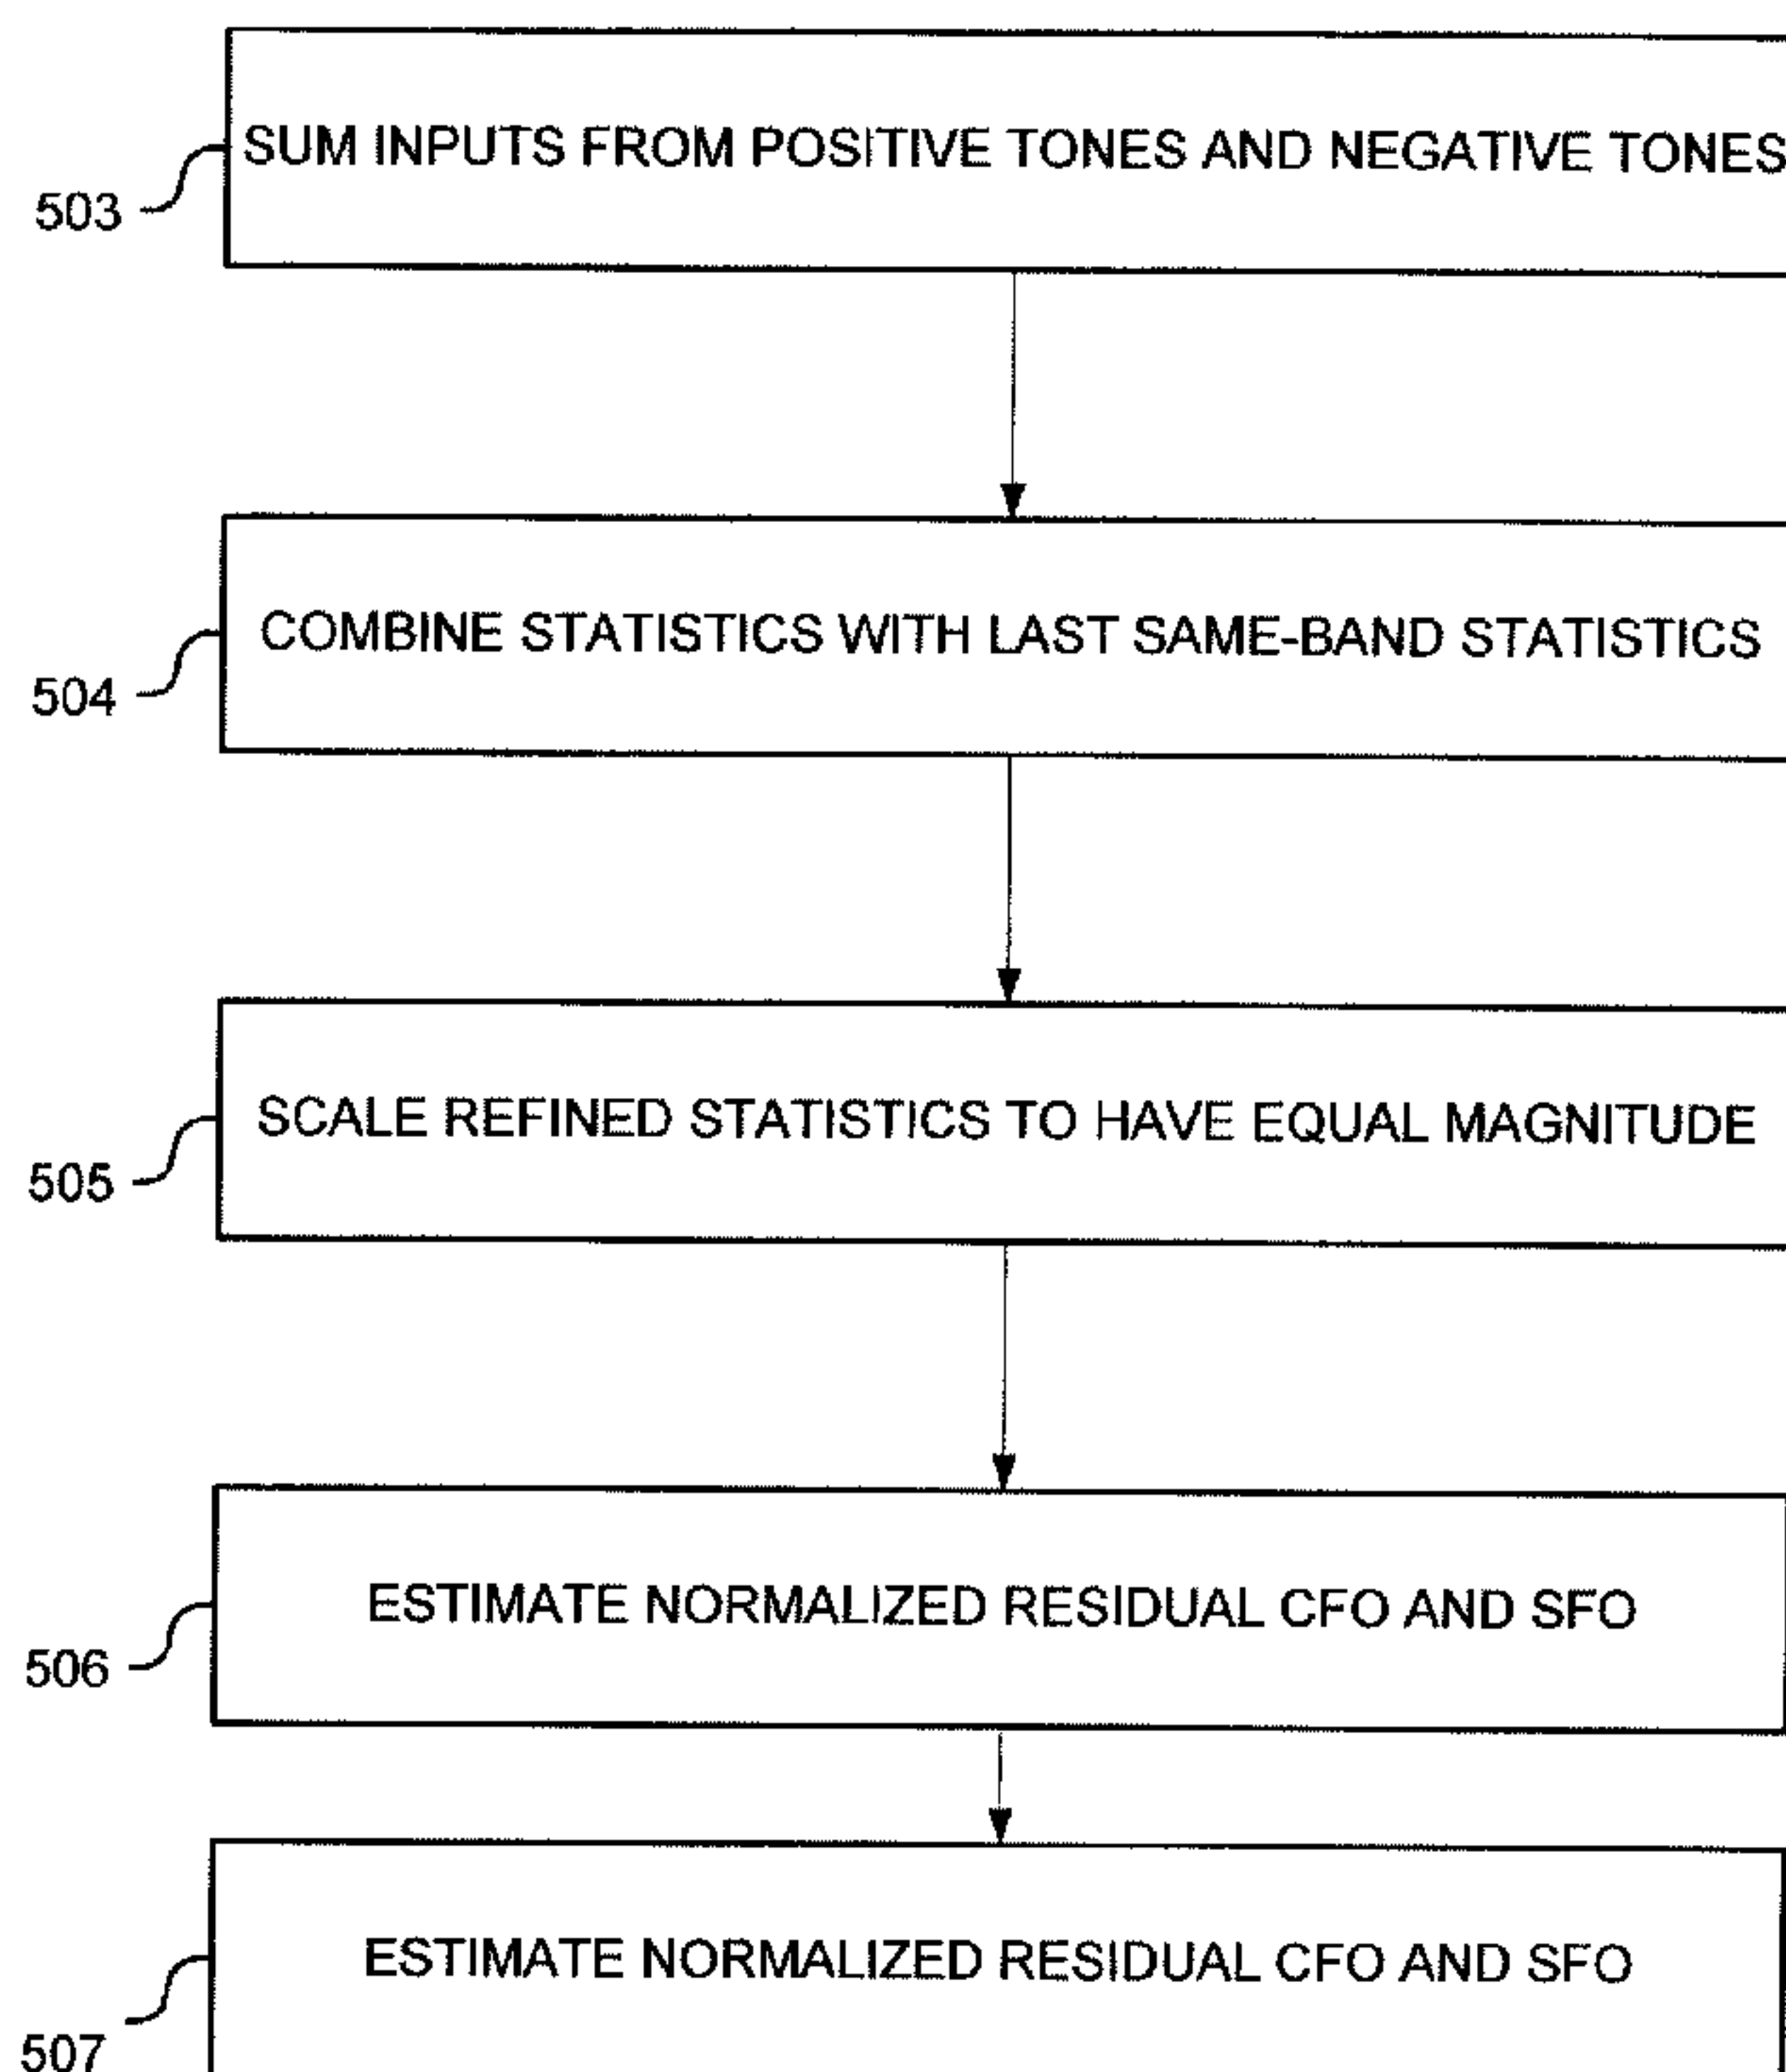 SUM INPUTS FROM POSITIVE TONES AND NEGATIVE TONES
503
COMBINE STATISTICS WITH LAST SAME-BAND STATISTICS
504
SCALE REFINED STATISTICS TO HAVE EQUAL MAGNITUDE
505
ESTIMATE NORMALIZED RESIDUAL CFO AND SFO
506
ESTIMATE NORMALIZED RESIDUAL CFO AND SFO
507